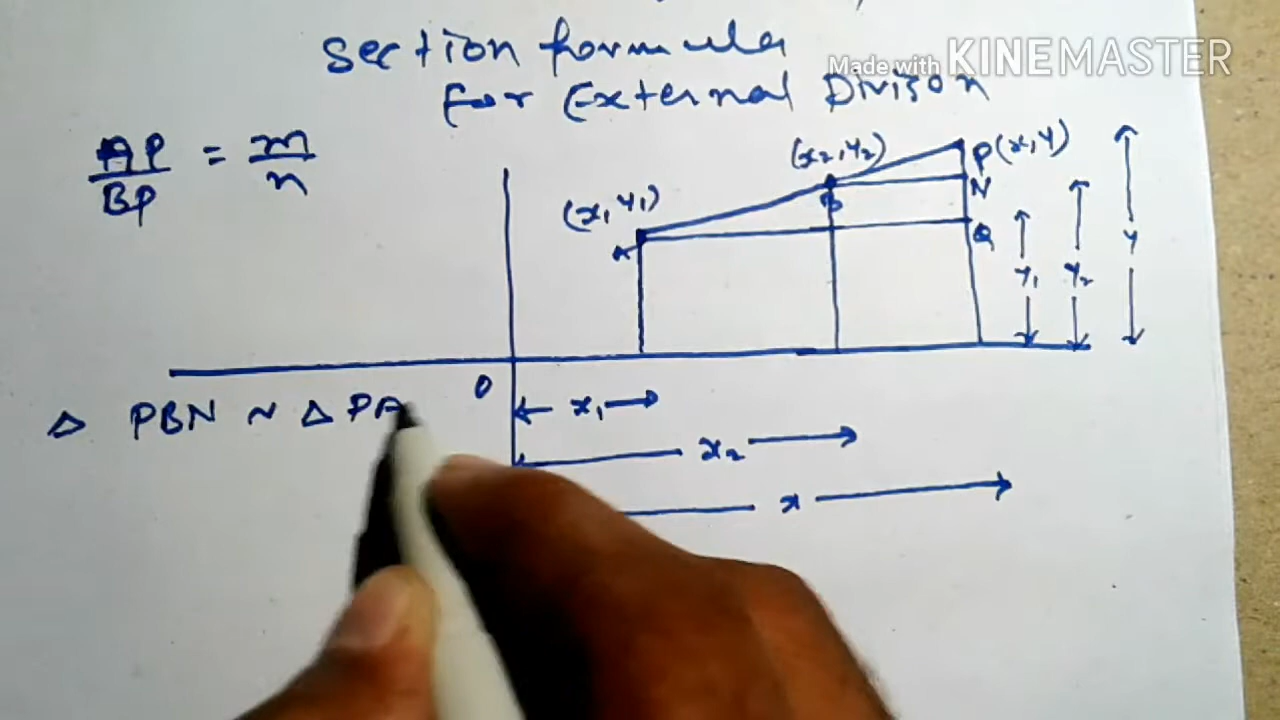 Section formula
Made with KINEMASTER
For External Divison
AP/BP = m/n
(x2, y2)
P(x, y)
N
(x1, y1)
B
A
Q
y1
y2
y
O
x1
△ PBN ~ △ PA
x2
x